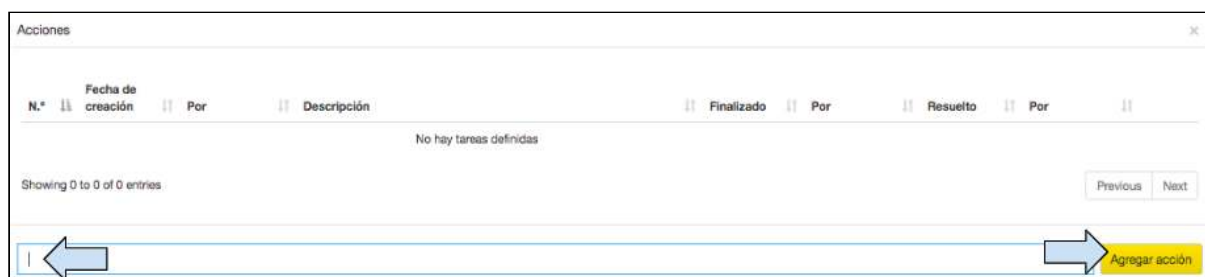 Acciones
N.° Fecha de creación Por Descripción Finalizado Por Resuelto Por
No hay tareas definidas
Showing 0 to 0 of 0 entries
Previous Next
Agregar acción